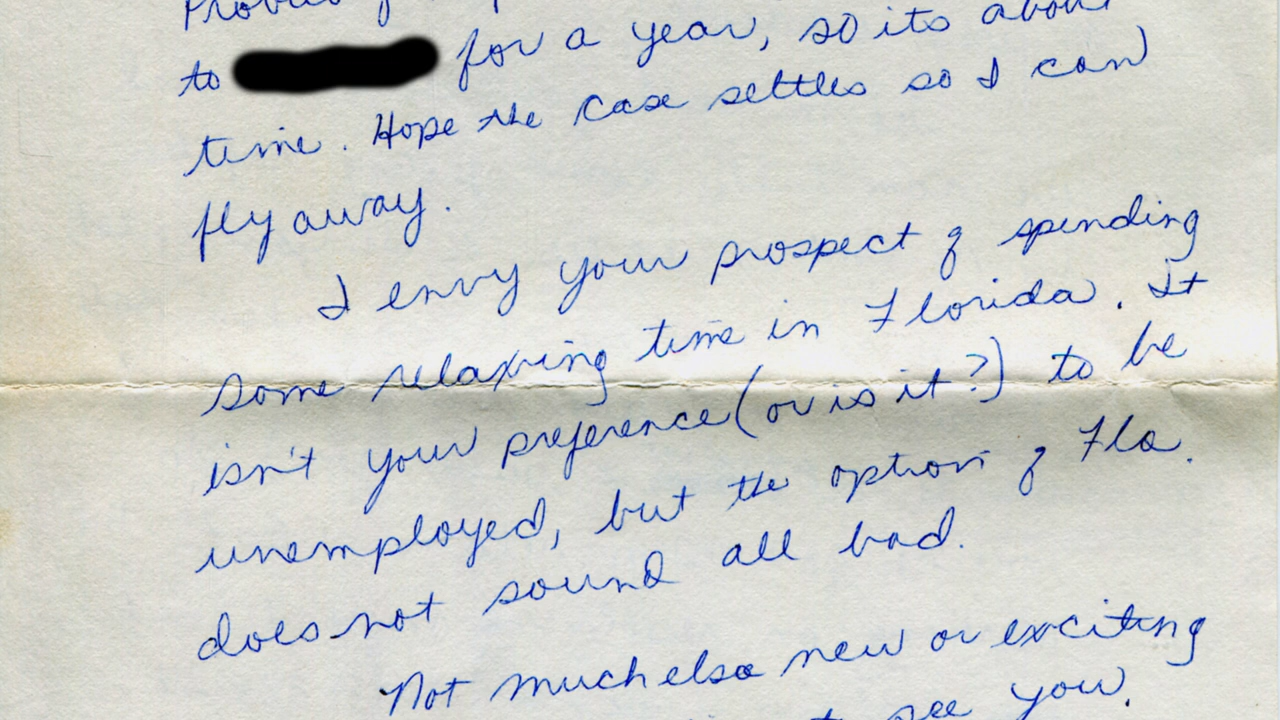 to for a year, so its about
time. Hope the case settles so I can
fly away.
I envy your prospect of spending
some relaxing time in Florida. It
isn't your preference (or is it?) to be
unemployed, but the option of Fla.
does not sound all bad.
Not much else new or exciting
see you.